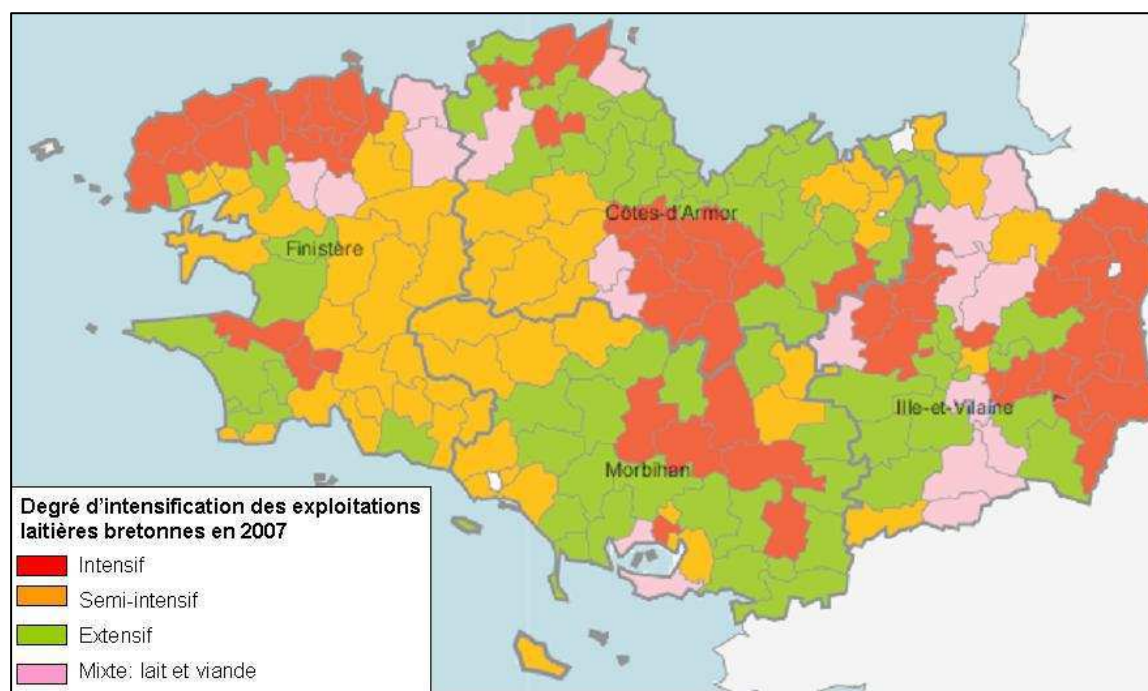 Côtes-d'Armor
Finistère
Ille-et-Vilaine
Morbihan
Degré d'intensification des exploitations
laitières bretonnes en 2007
Intensif
Semi-intensif
Extensif
Mixte: lait et viande